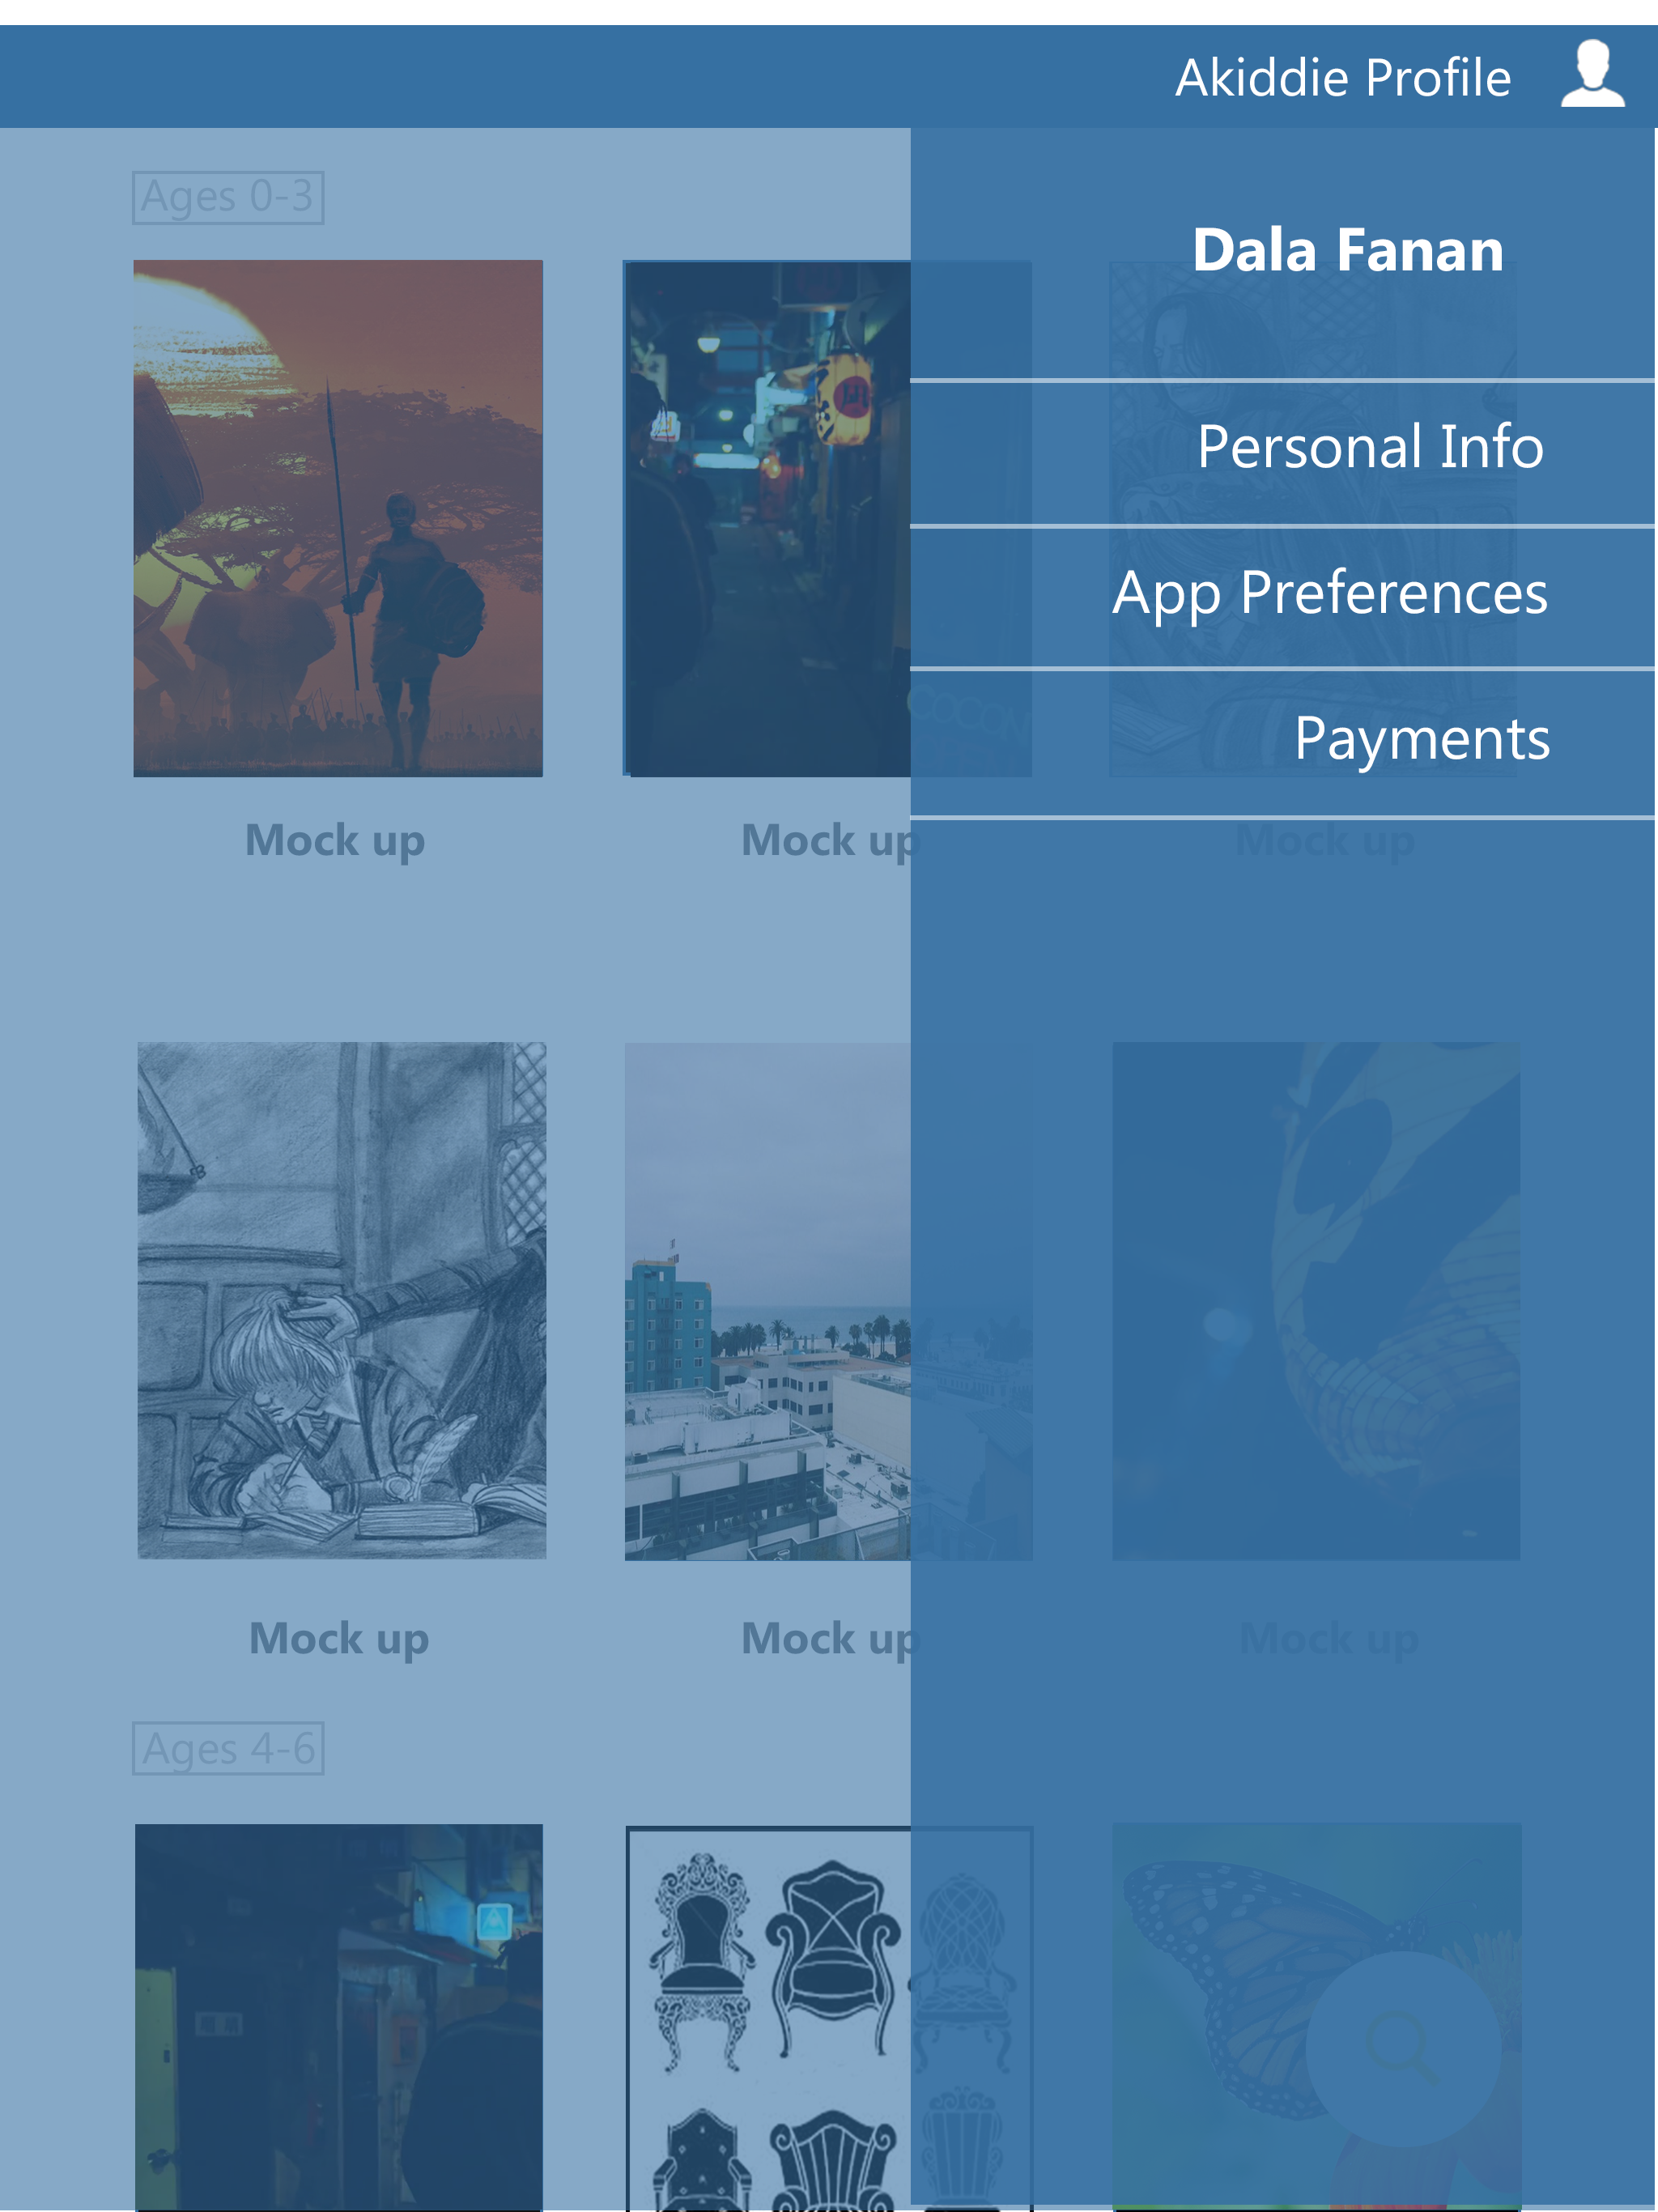 Akiddie Profile
Ages 0-3
Dala Fanan
Personal Info
App Preferences
Payments
Mock up
Mock up
Mock up
Mock up
Mock up
Mock up
Ages 4-6